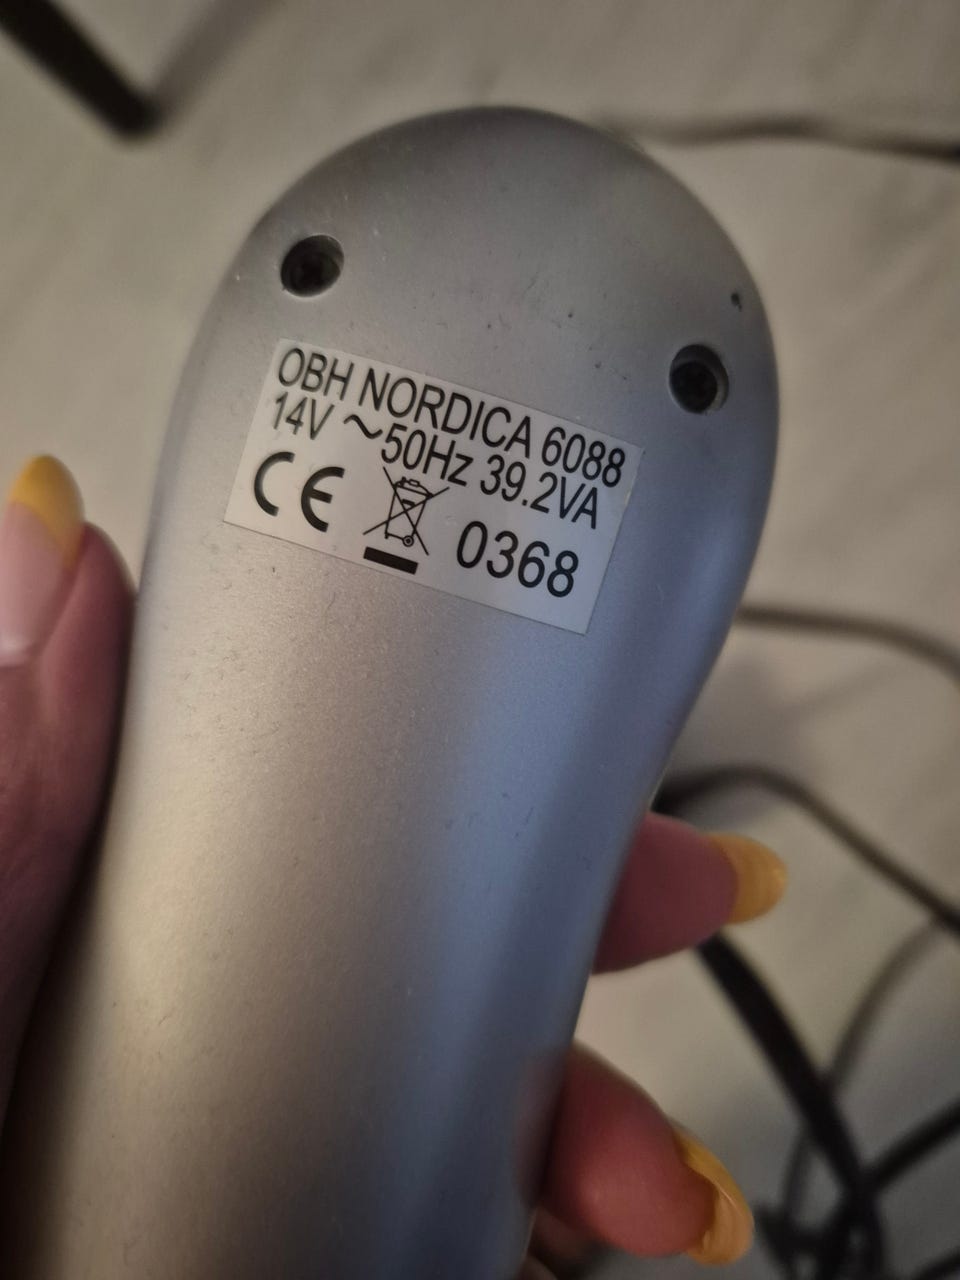 OBH NORDICA 6088
14V ~50Hz 39.2VA
CE 0368